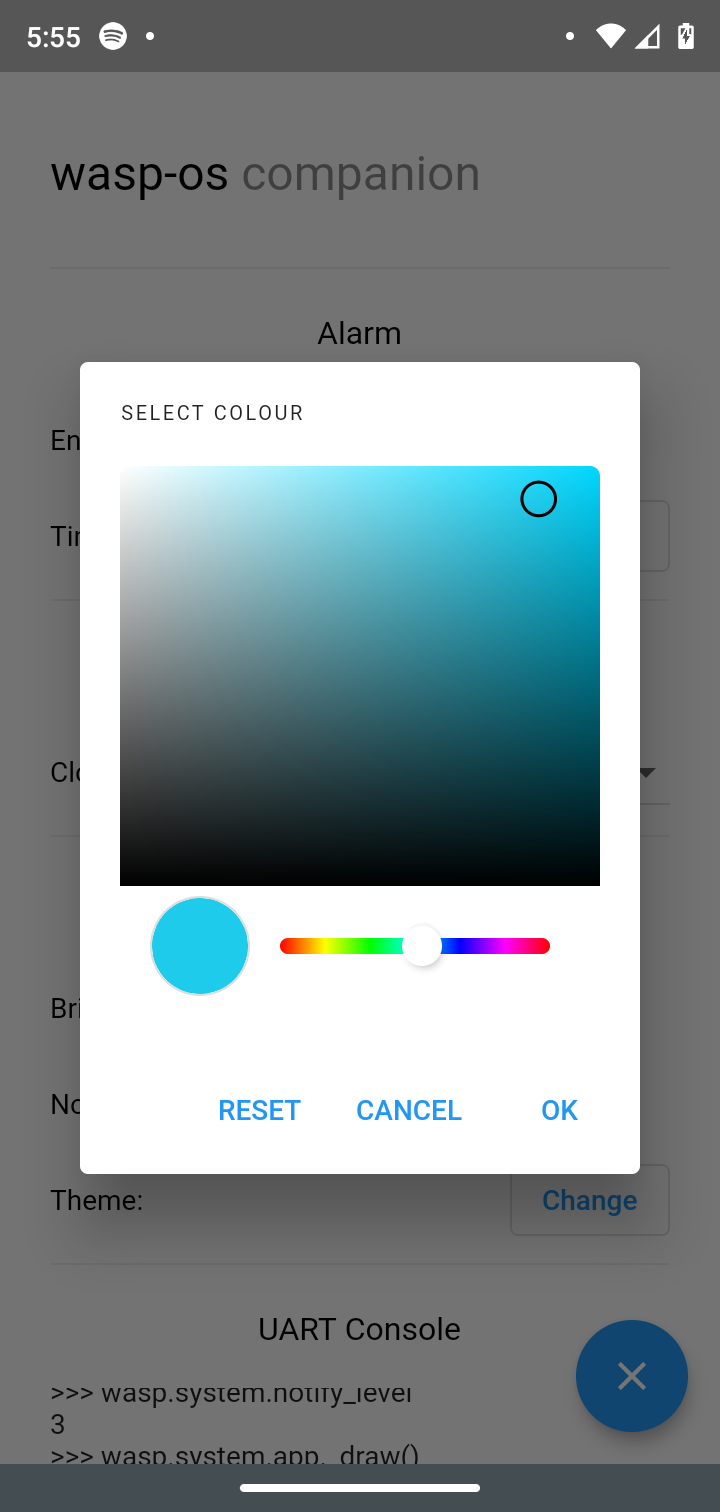 5:55
wasp-os companion
Alarm
SELECT COLOUR
En
Tin
Clo
Bri
No
RESET CANCEL OK
Theme: Change
UART Console
>>> wasp.system.notify_level
3
>>> wasp.system.app._draw()